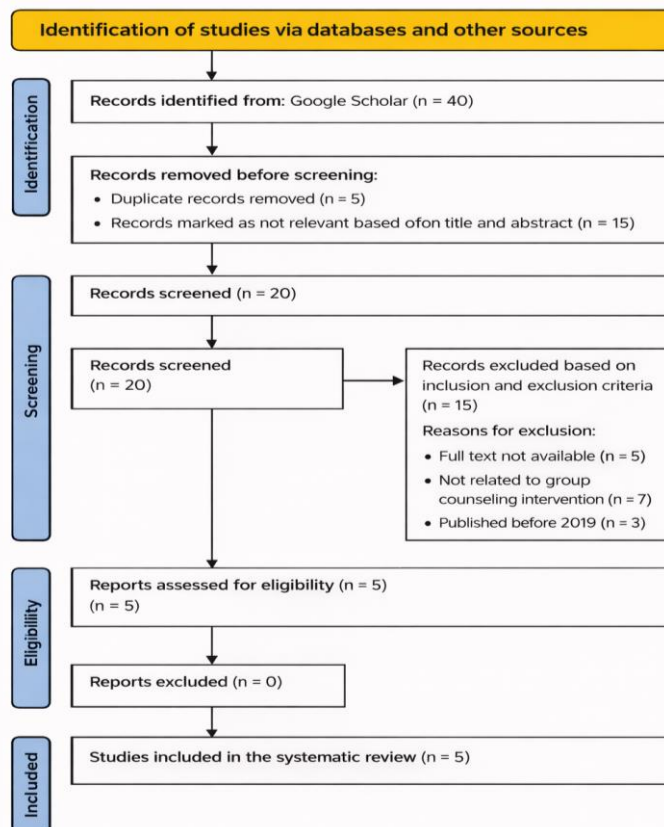 Identification of studies via databases and other sources
Identification
Records identified from: Google Scholar (n = 40)
Records removed before screening:
• Duplicate records removed (n = 5)
• Records marked as not relevant based ofon title and abstract (n = 15)
Screening
Records screened (n = 20)
Records screened
(n = 20)
Records excluded based on
inclusion and exclusion criteria
(n = 15)
Reasons for exclusion:
• Full text not available (n = 5)
• Not related to group
counseling intervention (n = 7)
• Published before 2019 (n = 3)
Eligibillity
Reports assessed for eligibility (n = 5)
(n = 5)
Reports excluded (n = 0)
Included
Studies included in the systematic review (n = 5)